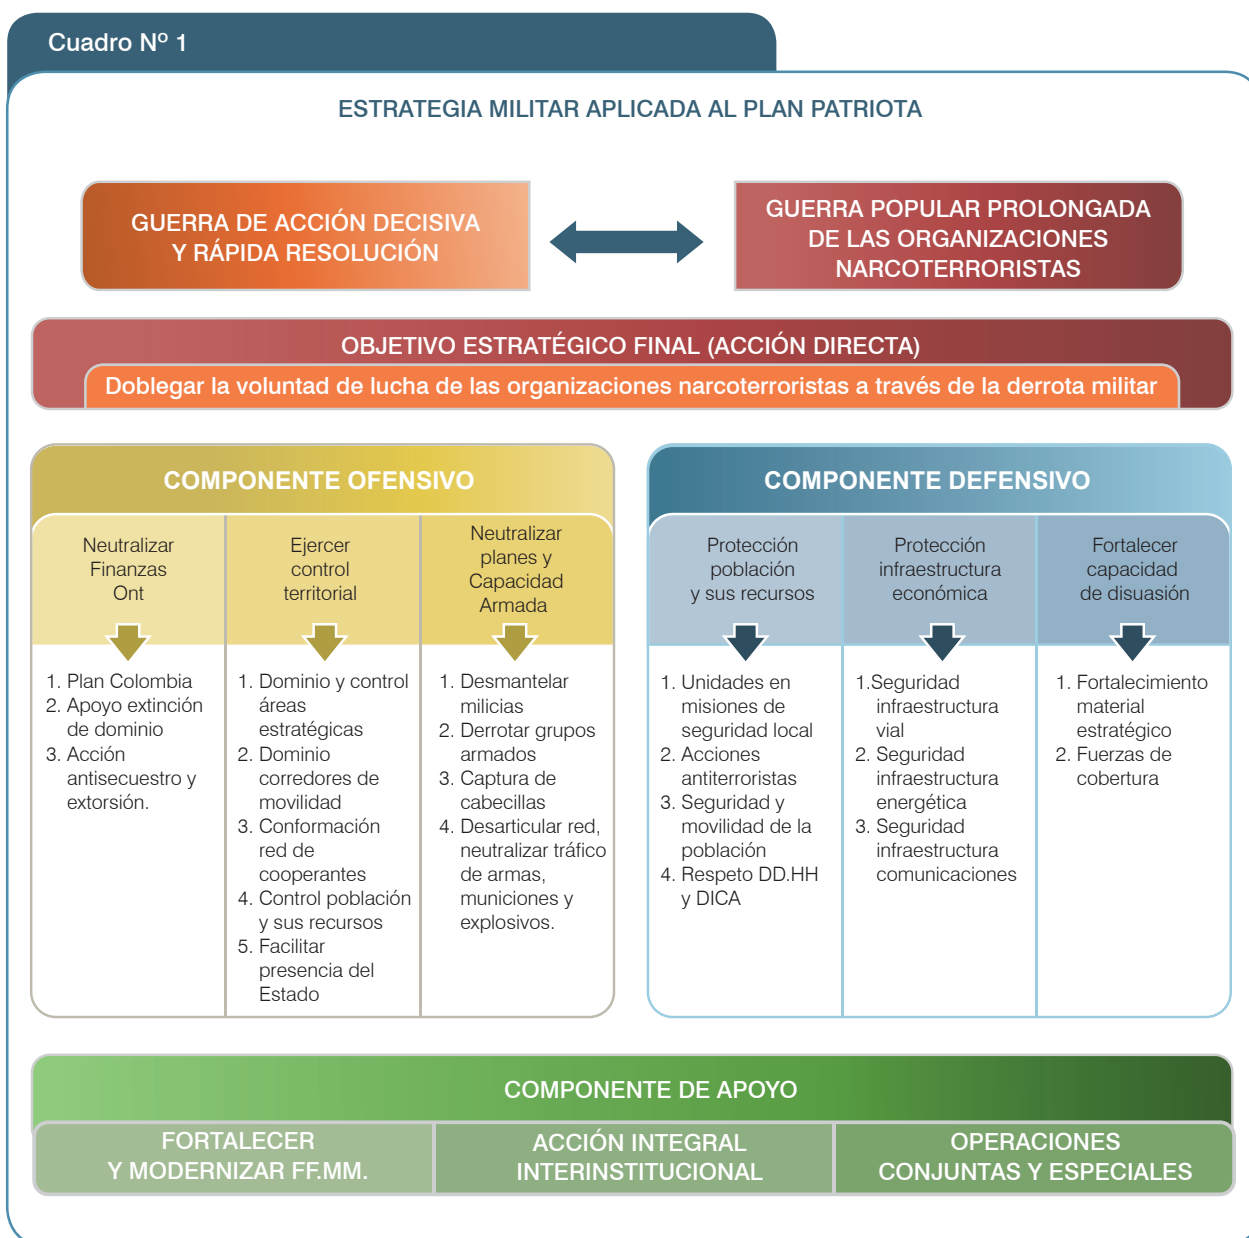 Cuadro Nº 1
ESTRATEGIA MILITAR APLICADA AL PLAN PATRIOTA
GUERRA DE ACCIÓN DECISIVA
Y RÁPIDA RESOLUCIÓN
GUERRA POPULAR PROLONGADA
DE LAS ORGANIZACIONES
NARCOTERRORISTAS
OBJETIVO ESTRATÉGICO FINAL (ACCIÓN DIRECTA)
Doblegar la voluntad de lucha de las organizaciones narcoterroristas a través de la derrota militar
COMPONENTE OFENSIVO
Neutralizar
Finanzas
Ont
1. Plan Colombia
2. Apoyo extinción
de dominio
3. Acción
antisecuestro y
extorsión.
Ejercer
control
territorial
1. Dominio y control
áreas
estratégicas
2. Dominio
corredores de
movilidad
3. Conformación
red de
cooperantes
4. Control población
y sus recursos
5. Facilitar
presencia del
Estado
Neutralizar
planes y
Capacidad
Armada
1. Desmantelar
milicias
2. Derrotar grupos
armados
3. Captura de
cabecillas
4. Desarticular red,
neutralizar tráfico
de armas,
municiones y
explosivos.
COMPONENTE DEFENSIVO
Protección
población
y sus recursos
1. Unidades en
misiones de
seguridad local
2. Acciones
antiterroristas
3. Seguridad y
movilidad de la
población
4. Respeto DD.HH
y DICA
Protección
infraestructura
económica
1.Seguridad
infraestructura
vial
2. Seguridad
infraestructura
energética
3. Seguridad
infraestructura
comunicaciones
Fortalecer
capacidad
de disuasión
1. Fortalecimiento
material
estratégico
2. Fuerzas de
cobertura
COMPONENTE DE APOYO
FORTALECER
Y MODERNIZAR FF.MM.
ACCIÓN INTEGRAL
INTERINSTITUCIONAL
OPERACIONES
CONJUNTAS Y ESPECIALES